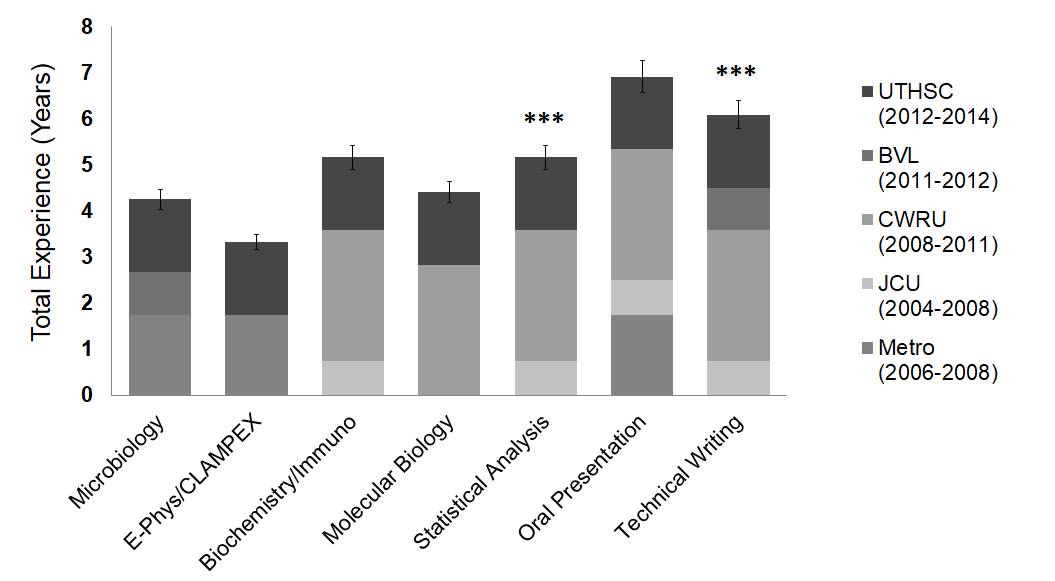 8
7
6
5
4
3
2
1
0
Total Experience (Years)
***
***
Microbiology
E-Phys/CLAMPEX
Biochemistry/Immuno
Molecular Biology
Statistical Analysis
Oral Presentation
Technical Writing
UTHSC
(2012-2014)
BVL
(2011-2012)
CWRU
(2008-2011)
JCU
(2004-2008)
Metro
(2006-2008)